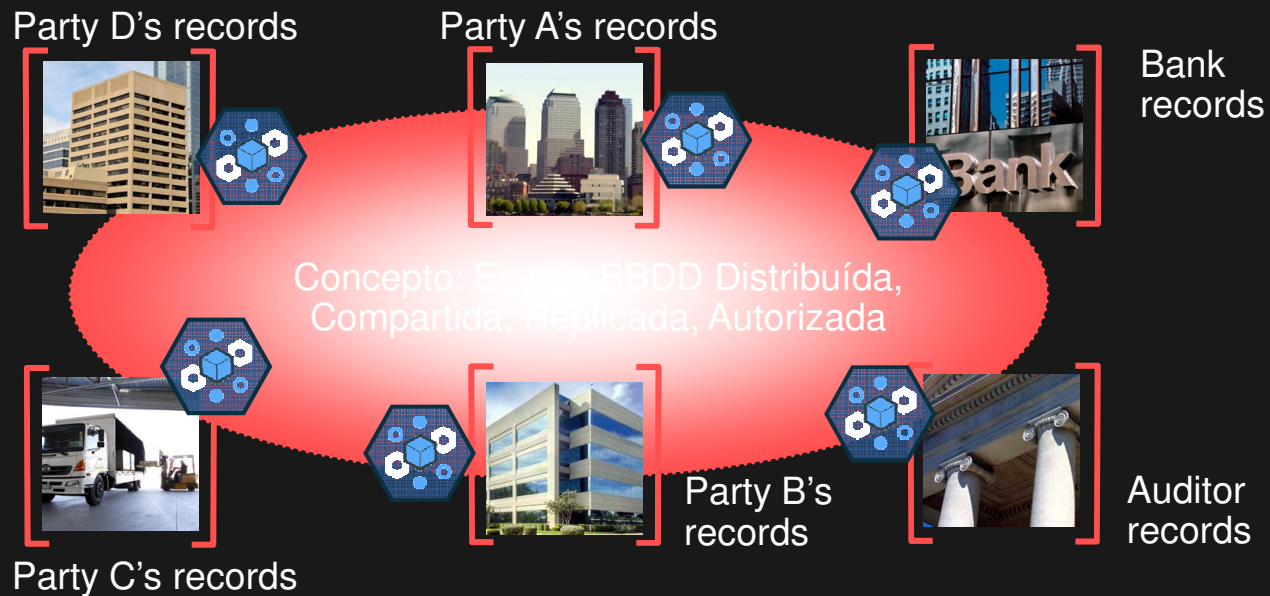 Party D's records
Party A's records
Bank
records
Bank
Concepto: Es una BBDD Distribuída,
Compartida, Replicada, Autorizada
Party B's
records
Auditor
records
Party C's records